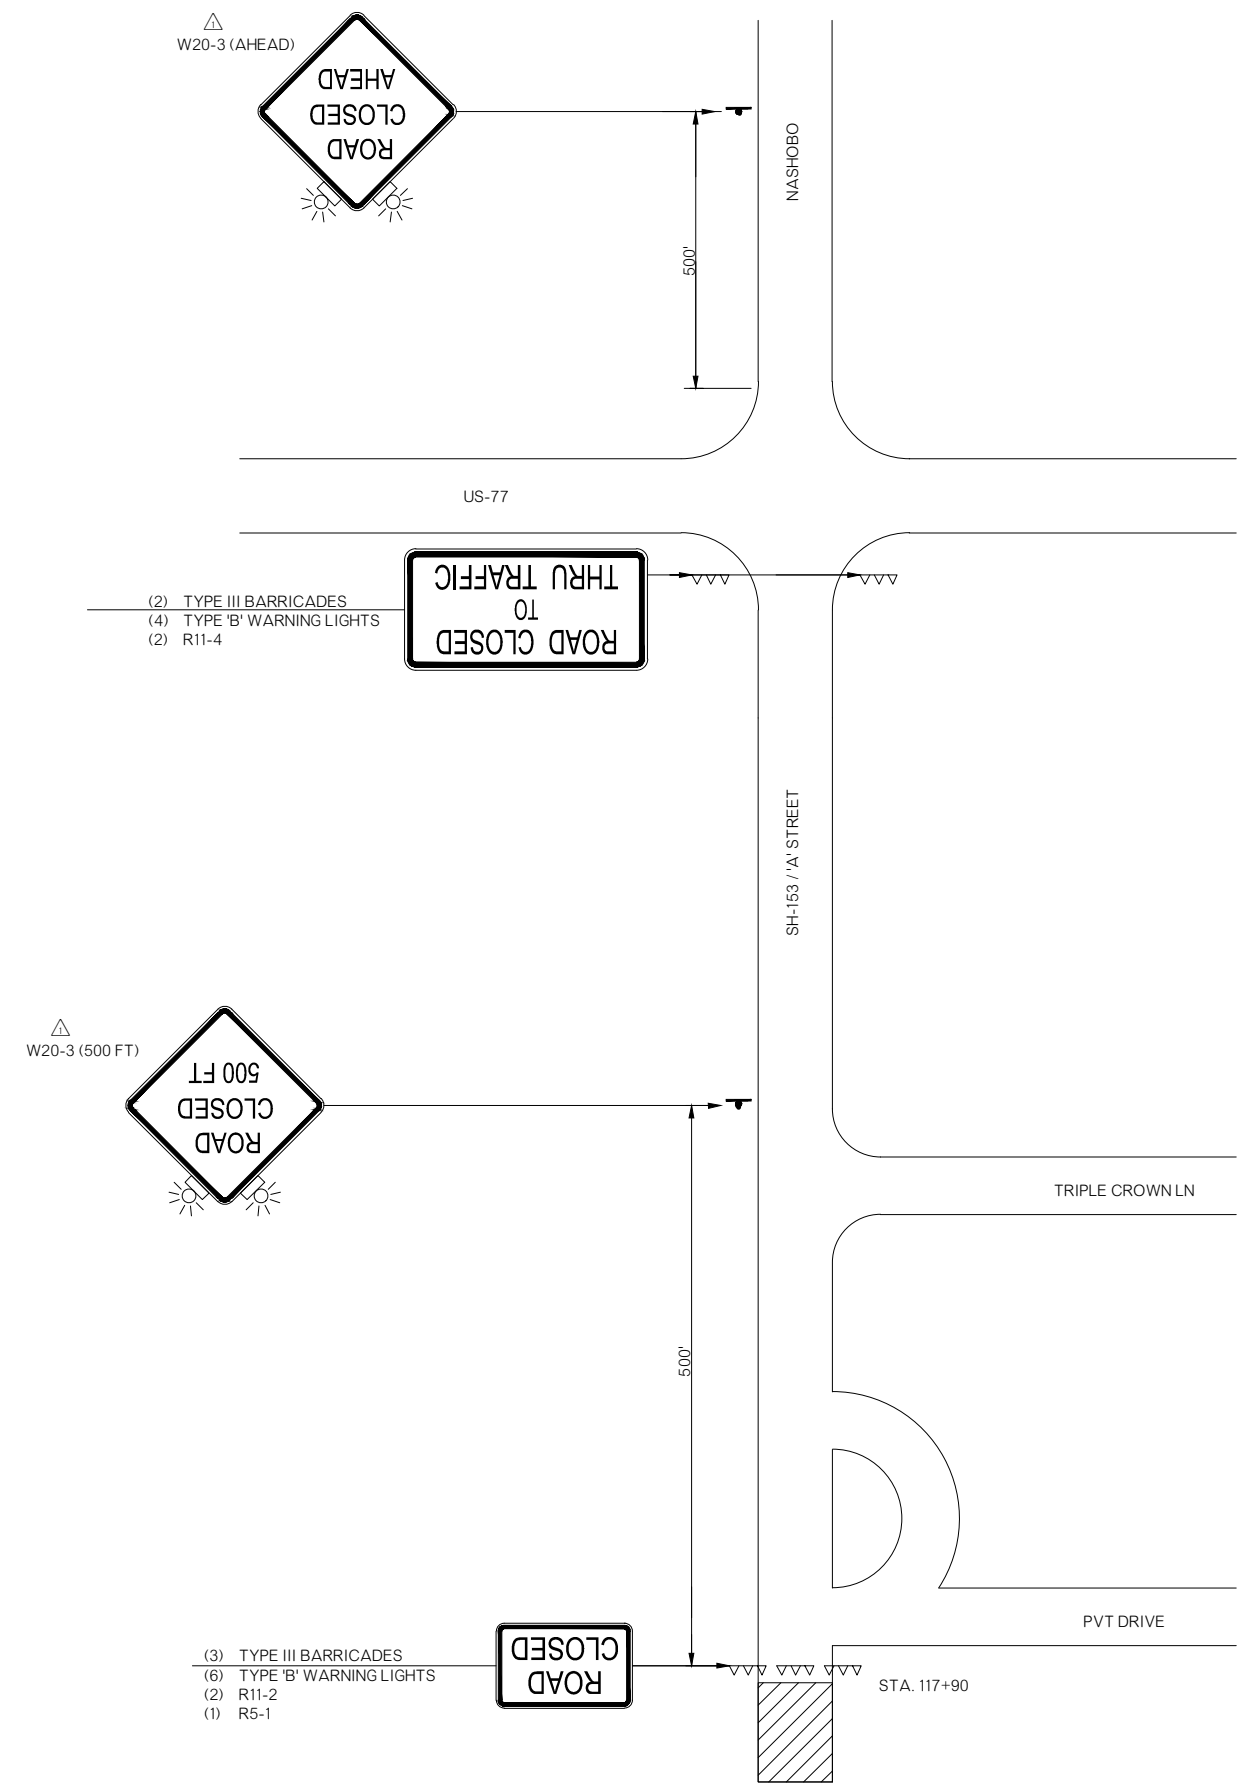 1
W20-3 (AHEAD)
ROAD
CLOSED
AHEAD
NASHOBO
500'
US-77
ROAD CLOSED
TO
THRU TRAFFIC
(2) TYPE III BARRICADES
(4) TYPE 'B' WARNING LIGHTS
(2) R11-4
SH-153 / 'A' STREET
1
W20-3 (500 FT)
ROAD
CLOSED
500 FT
TRIPLE CROWN LN
500'
PVT DRIVE
(3) TYPE III BARRICADES
(6) TYPE 'B' WARNING LIGHTS
(2) R11-2
(1) R5-1
ROAD
CLOSED
STA. 117+90